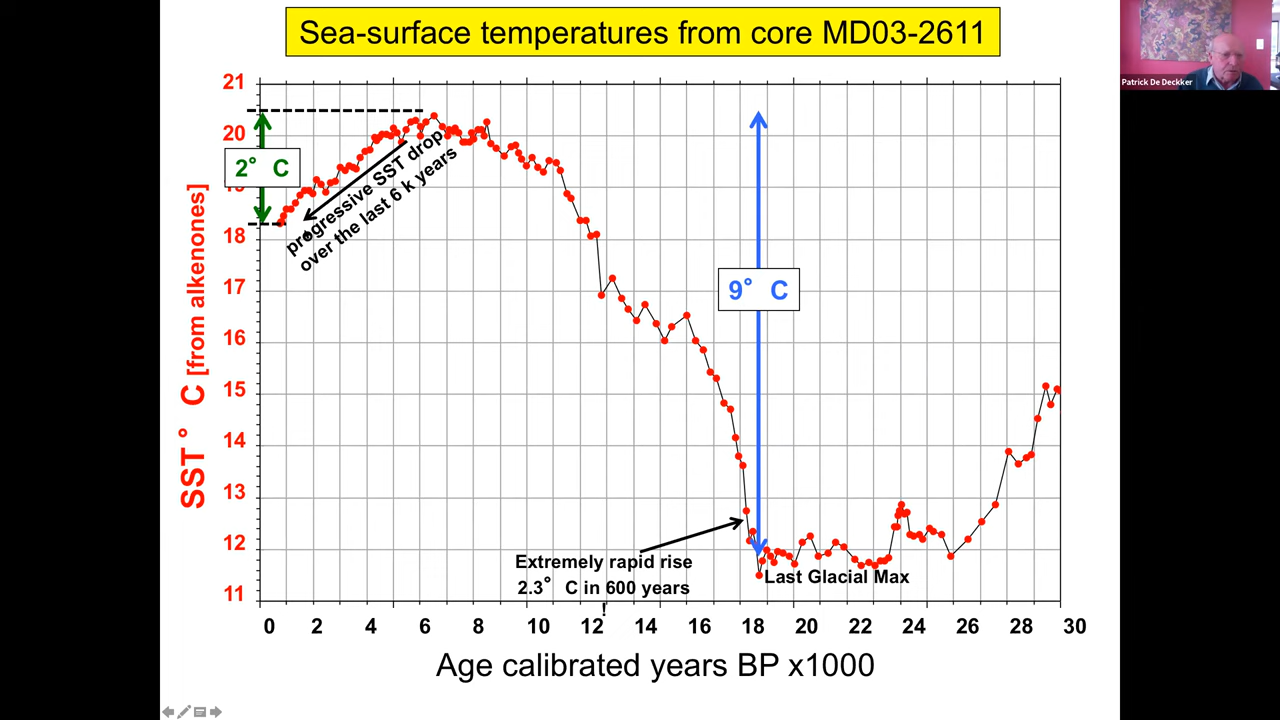 Sea-surface temperatures from core MD03-2611
Patrick De Deckker
21
20
19
18
17
16
15
14
13
12
11
SST ° C [from alkenones]
2° C
progressive SST drop
over the last 6 k years
9° C
Extremely rapid rise
2.3° C in 600 years
!
Last Glacial Max
0 2 4 6 8 10 12 14 16 18 20 22 24 26 28 30
Age calibrated years BP x1000